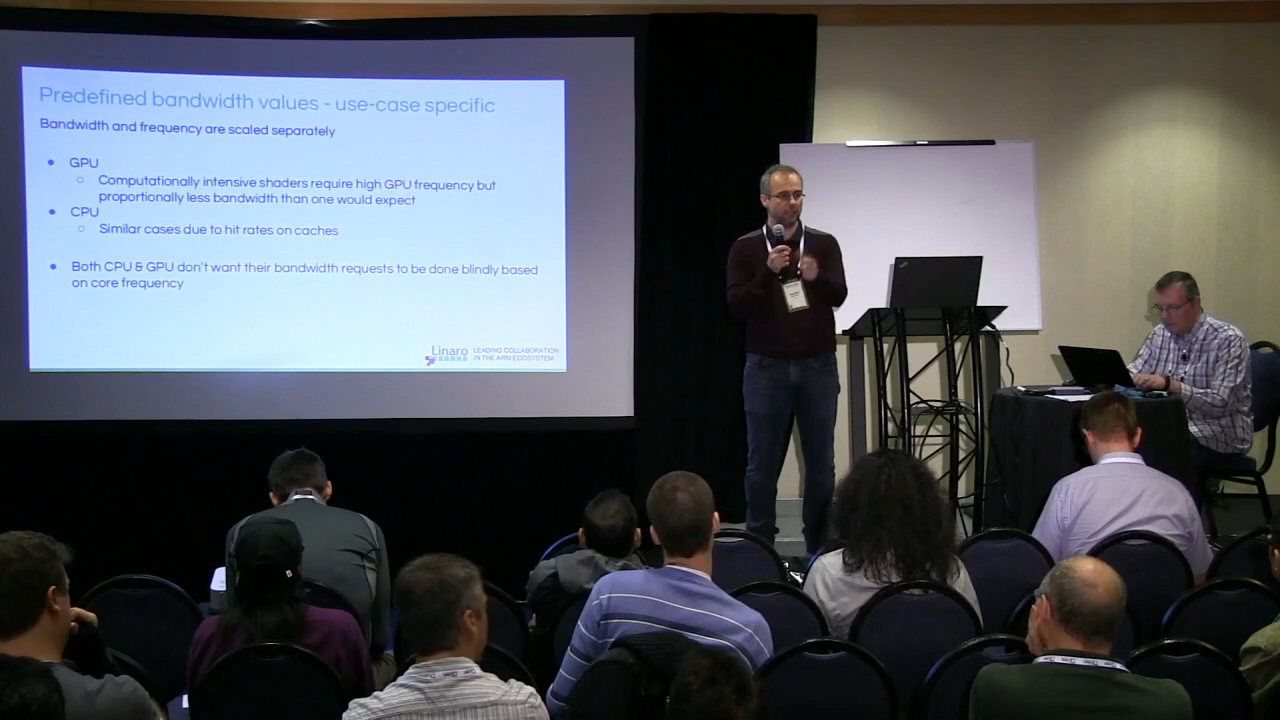 Predefined bandwidth values - use-case specific
Bandwidth and frequency are scaled separately
● GPU
○ Computationally intensive shaders require high GPU frequency but
proportionally less bandwidth than one would expect
● CPU
○ Similar cases due to hit rates on caches
● Both CPU & GPU don't want their bandwidth requests to be done blindly based
on core frequency
Linaro
LEADING COLLABORATION
IN THE ARM ECOSYSTEM